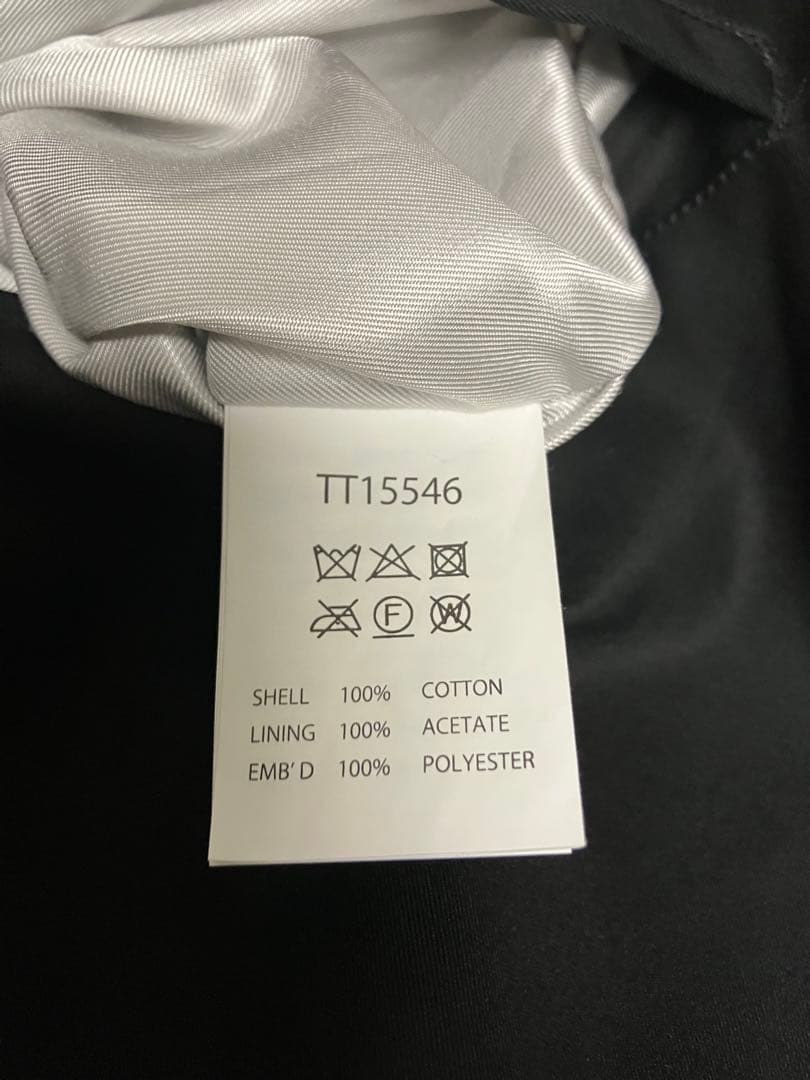 TT15546
F W
SHELL 100% COTTON
LINING 100% ACETATE
EMB'D 100% POLYESTER